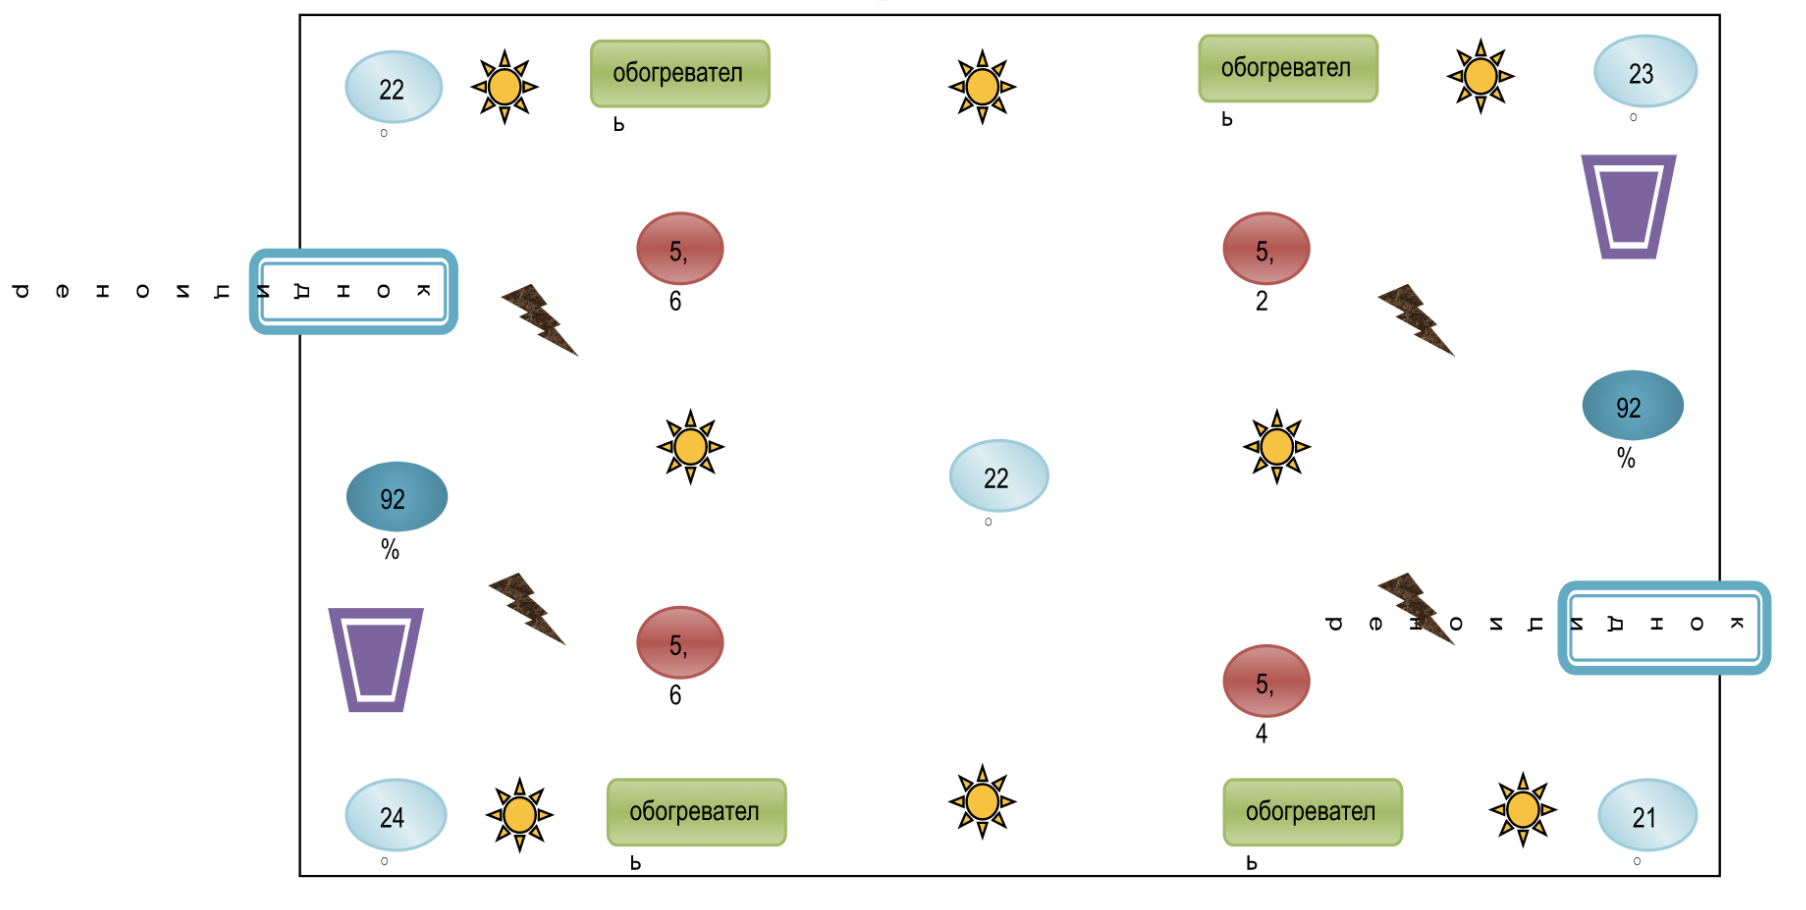 22
о
обогревател
ь
обогревател
ь
23
о
5,
6
5,
2
кондиционер
92
%
92
%
22
о
5,
6
кондиционер
5,
4
24
о
обогревател
ь
обогревател
ь
21
о